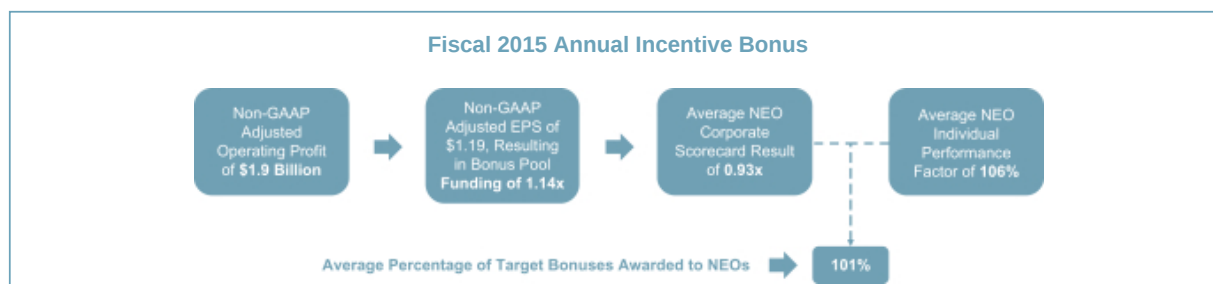 Fiscal 2015 Annual Incentive Bonus
Non-GAAP
Adjusted
Operating Profit
of $1.9 Billion
Non-GAAP
Adjusted EPS of
$1.19, Resulting
in Bonus Pool
Funding of 1.14x
Average NEO
Corporate
Scorecard Result
of 0.93x
Average NEO
Individual
Performance
Factor of 106%
Average Percentage of Target Bonuses Awarded to NEOs
101%